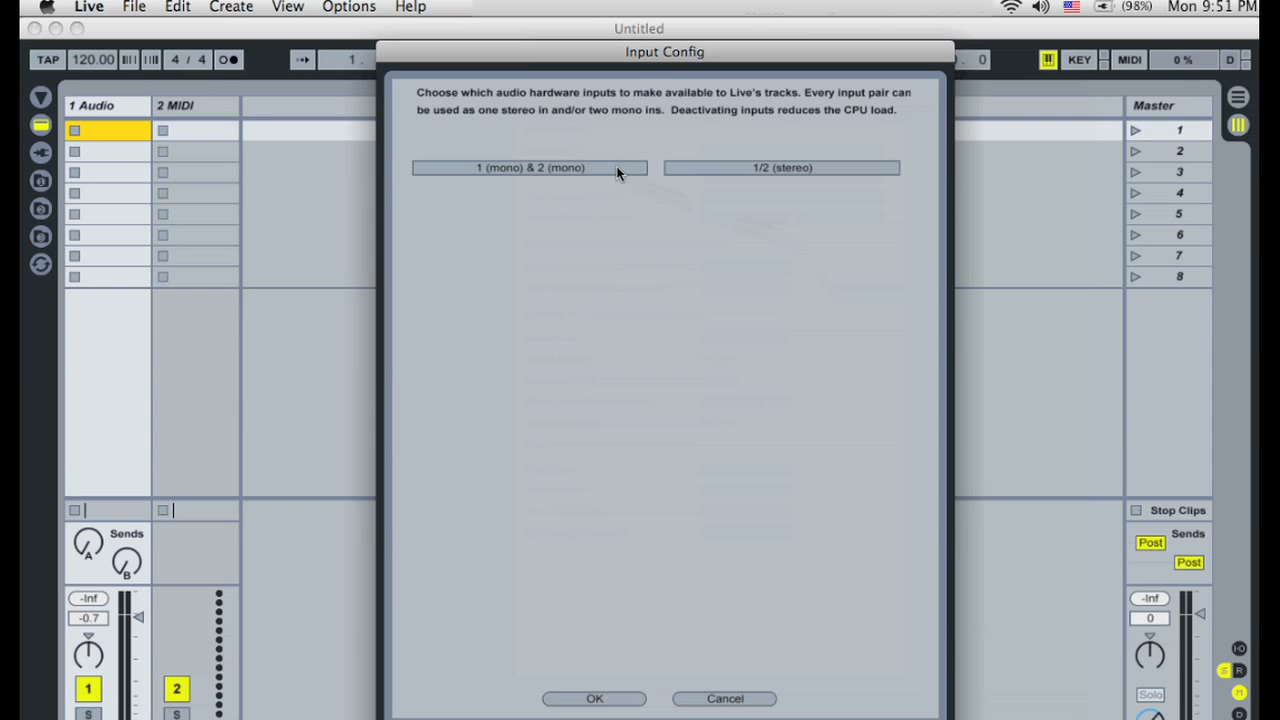 Live File Edit Create View Options Help (98%) Mon 9:51 PM
Untitled
TAP 120.00 4 / 4 1 . . 0 KEY MIDI 0 % D
Input Config
Choose which audio hardware inputs to make available to Live's tracks. Every input pair can
be used as one stereo in and/or two mono ins. Deactivating inputs reduces the CPU load.
1 Audio 2 MIDI Master
1
1 (mono) & 2 (mono) 1/2 (stereo)
2
3
4
5
6
7
8
Stop Clips
Sends Sends
A B
Post
Post
-Inf -Inf
-0.7 0
1 2
Solo
S S
S R
D